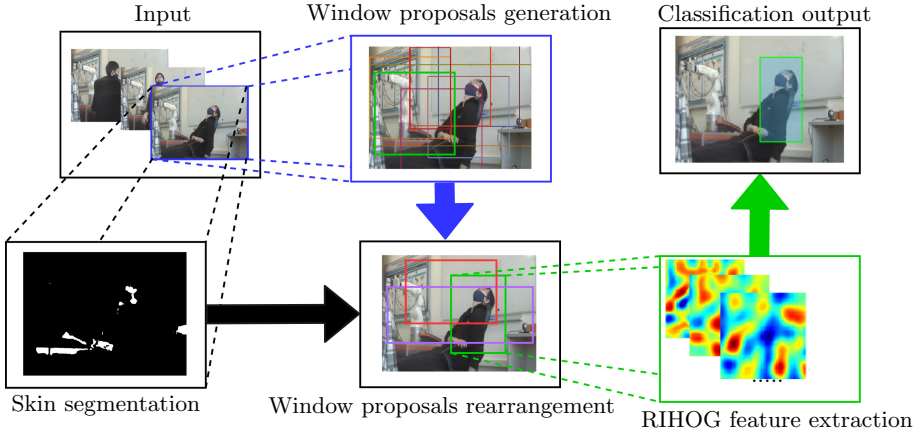 Input
Window proposals generation
Classification output
Skin segmentation
Window proposals rearrangement
RIHOG feature extraction
.....